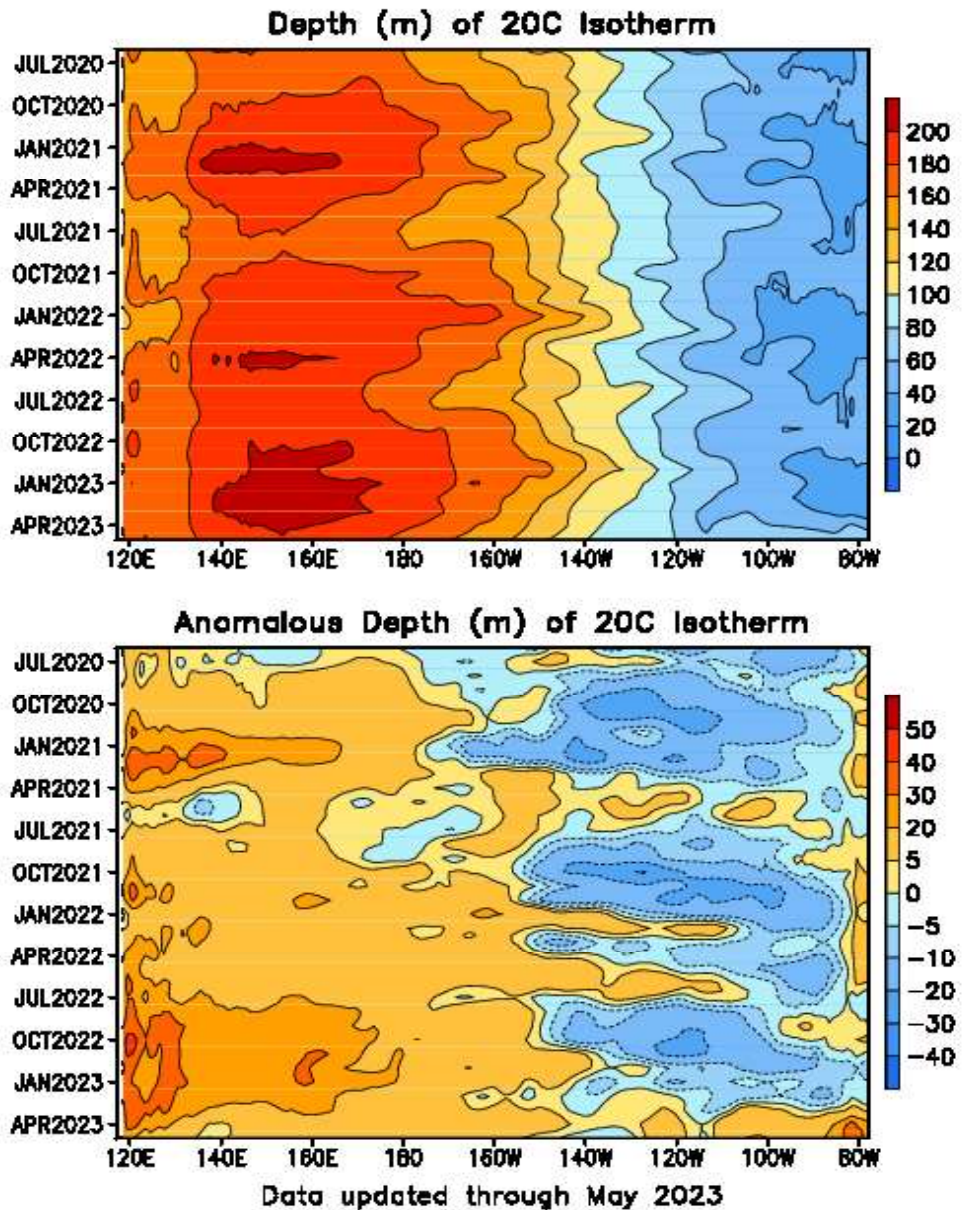 Depth (m) of 20C Isotherm
JUL2020
OCT2020
JAN2021
APR2021
JUL2021
OCT2021
JAN2022
APR2022
JUL2022
OCT2022
JAN2023
APR2023
120E 140E 160E 180 160W 140W 120W 100W 80W
200
180
160
140
120
100
80
60
40
20
0
Anomalous Depth (m) of 20C Isotherm
JUL2020
OCT2020
JAN2021
APR2021
JUL2021
OCT2021
JAN2022
APR2022
JUL2022
OCT2022
JAN2023
APR2023
120E 140E 160E 180 160W 140W 120W 100W 80W
50
40
30
20
5
0
-5
-10
-20
-30
-40
Data updated through May 2023